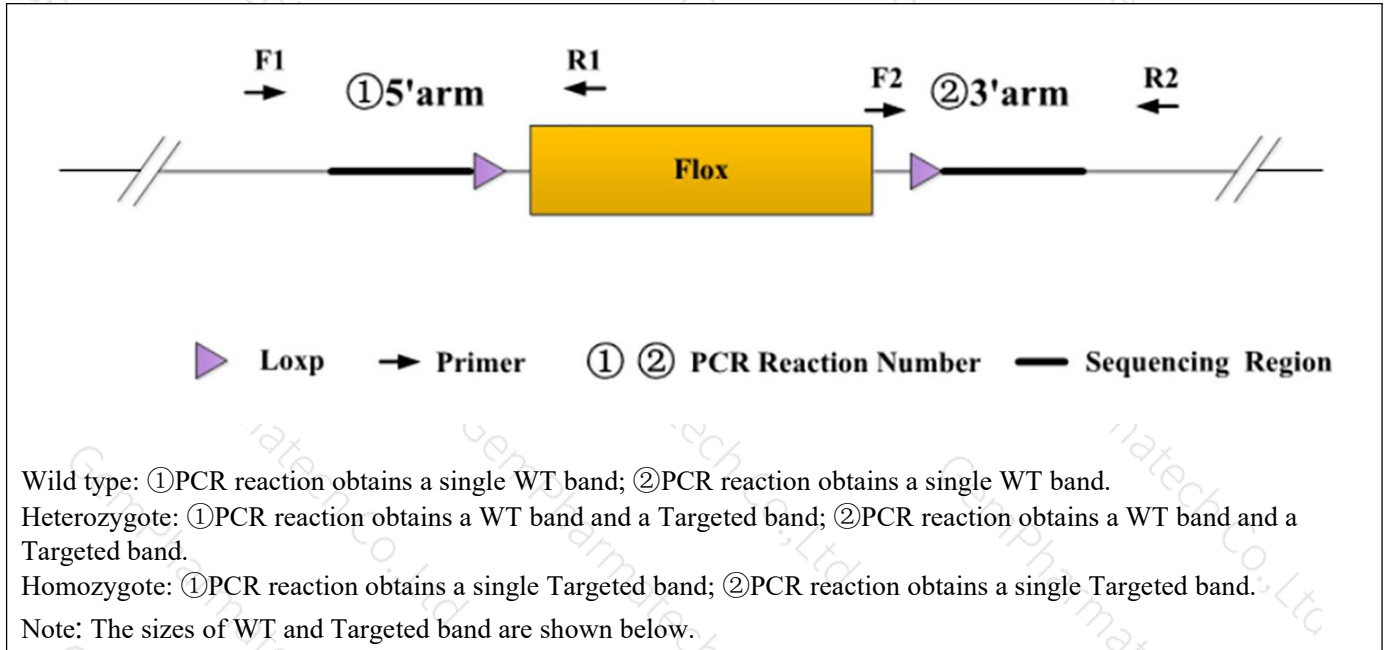 F1
①5'arm
R1
F2
②3'arm
R2
Flox
Loxp
Primer
① ② PCR Reaction Number
Sequencing Region
Wild type: ①PCR reaction obtains a single WT band; ②PCR reaction obtains a single WT band.
Heterozygote: ①PCR reaction obtains a WT band and a Targeted band; ②PCR reaction obtains a WT band and a
Targeted band.
Homozygote: ①PCR reaction obtains a single Targeted band; ②PCR reaction obtains a single Targeted band.
Note: The sizes of WT and Targeted band are shown below.